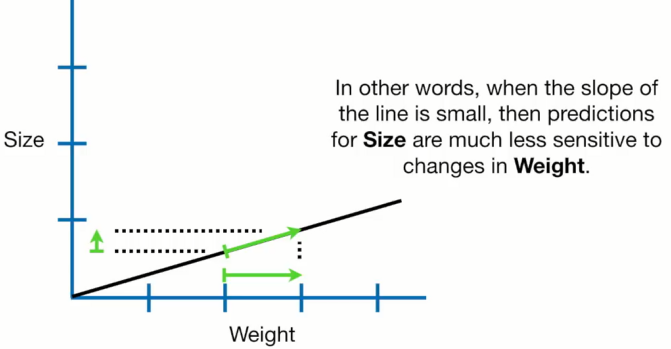 In other words, when the slope of
the line is small, then predictions
for Size are much less sensitive to
changes in Weight.
Size
Weight